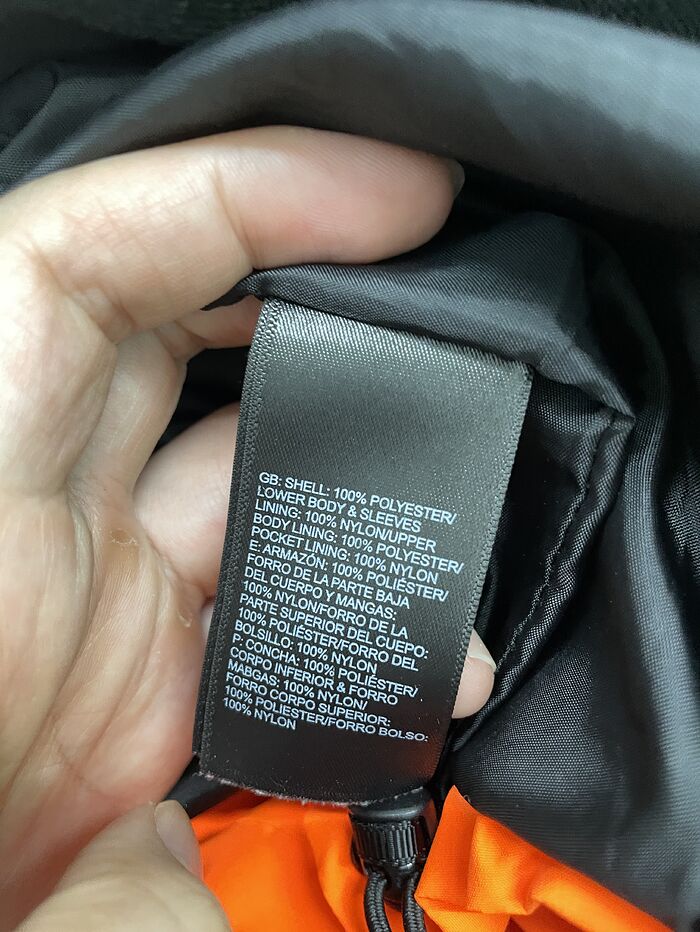 GB: SHELL: 100% POLYESTER/
LOWER BODY & SLEEVES
LINING: 100% NYLON/UPPER
BODY LINING: 100% POLYESTER/
POCKET LINING: 100% NYLON
E: ARMAZÓN: 100% POLIÉSTER/
FORRO DE LA PARTE BAJA
DEL CUERPO Y MANGAS:
100% NYLON/FORRO DE LA
PARTE SUPERIOR DEL CUEPO:
100% POLIÉSTER/FORRO DEL
BOLSILLO: 100% NYLON
P: CONCHA: 100% POLIÉSTER/
CORPO INFERIOR & FORRO
MABGAS: 100% NYLON/
FORRO CORPO SUPERIOR:
100% POLIESTER/FORRO BOLSO:
100% NYLON